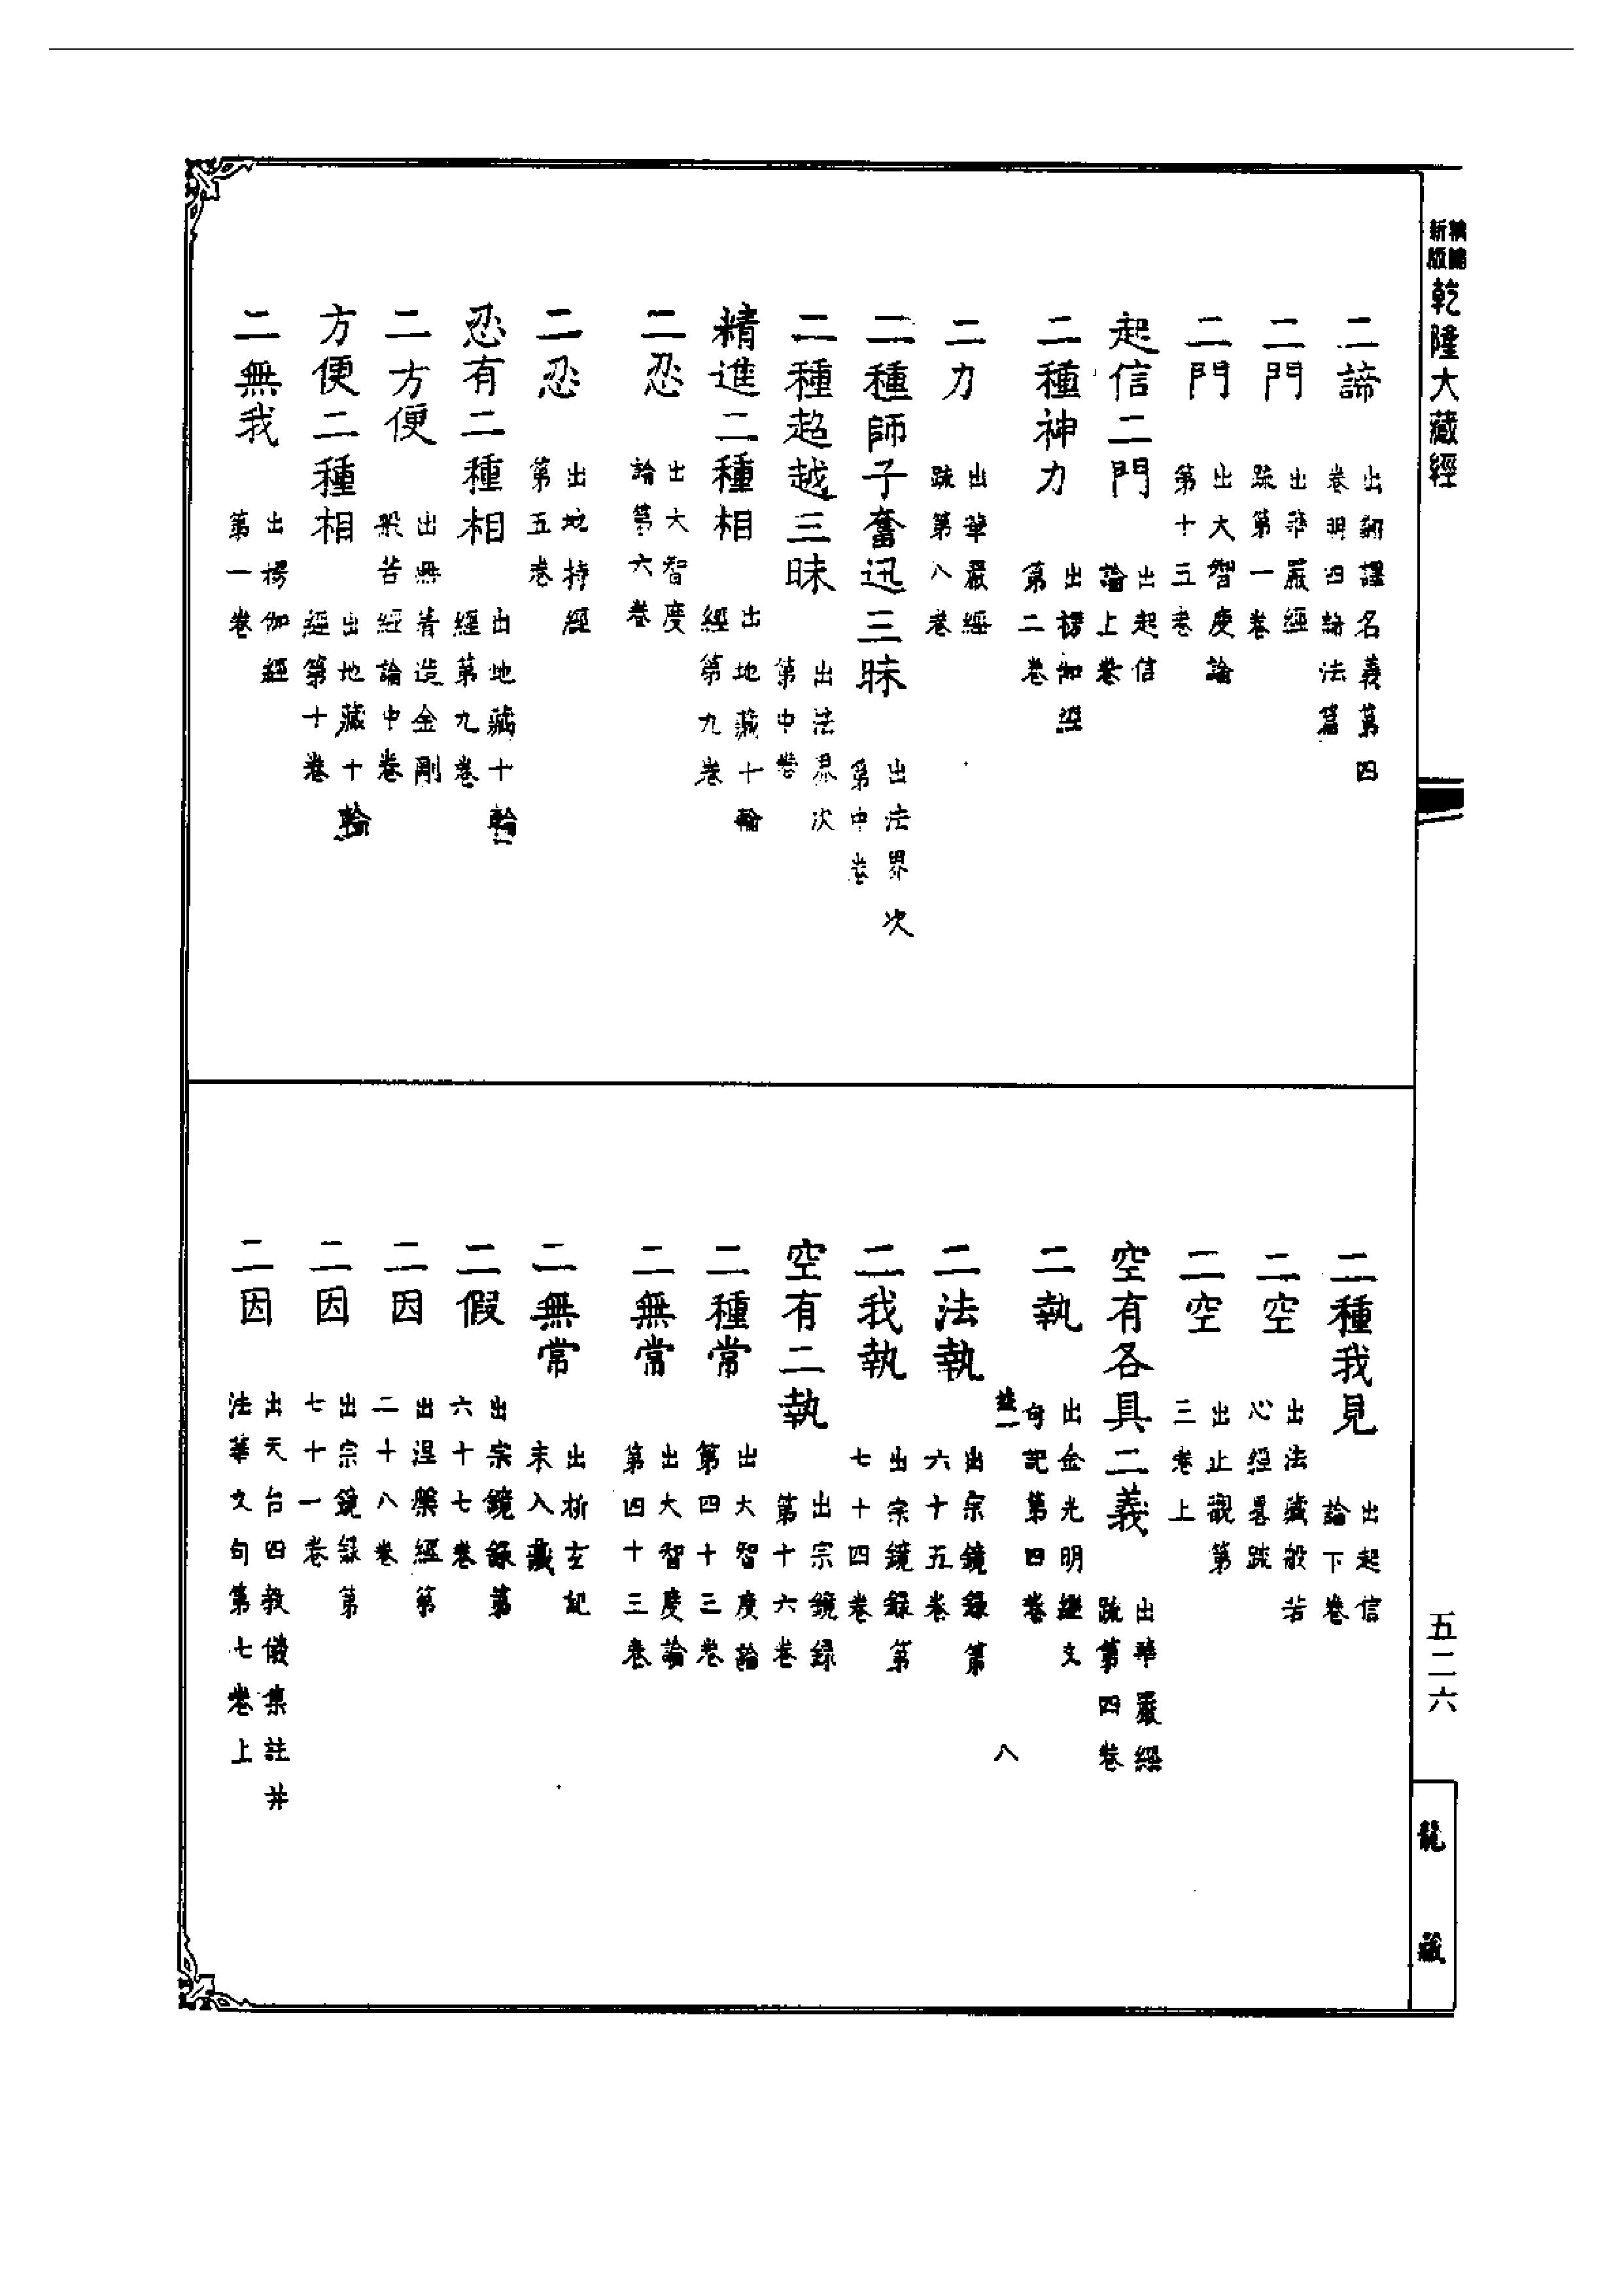 新版
乾隆大藏經
二諦 出翻譯名義第四卷明四諦法篇
二門 出華嚴經疏第一卷
二門 出大智度論第十三卷
起信二門 出起信論上卷
二種神力 出楞伽經第二卷
二力 出華嚴經疏第八卷
二種師子奮迅三昧 出法界次第中卷
二種超越三昧 出法界次第中卷
精進二種相 出地藏十輪經第九卷
二忍 出大智度論第六卷
二忍 出地持經第五卷
忍有二種相 出地藏十輪經第九卷
二方便 出無著造金剛般若經論中卷
方便二種相 出地藏十輪經第十卷
二無我 出楞伽經第一卷
二種我見 出起信論下卷
二空 出法藏般若心經畧疏
二空 出止觀第三卷上
空有各具二義 出華嚴經疏第四卷
二執 出金光明經文句記第四卷
八
二法執 出宗鏡錄第六十五卷
二我執 出宗鏡錄第七十四卷
空有二執 出宗鏡錄第十六卷
二種常 出大智度論第四十三卷
二無常 出大智度論第四十三卷
二無常 出析玄記未入藏
二假 出宗鏡錄第六十七卷
二因 出涅槃經第二十八卷
二因 出宗鏡錄第七十一卷
二因 出天台四教儀集註并法華文句第七卷上
五二六
龍藏